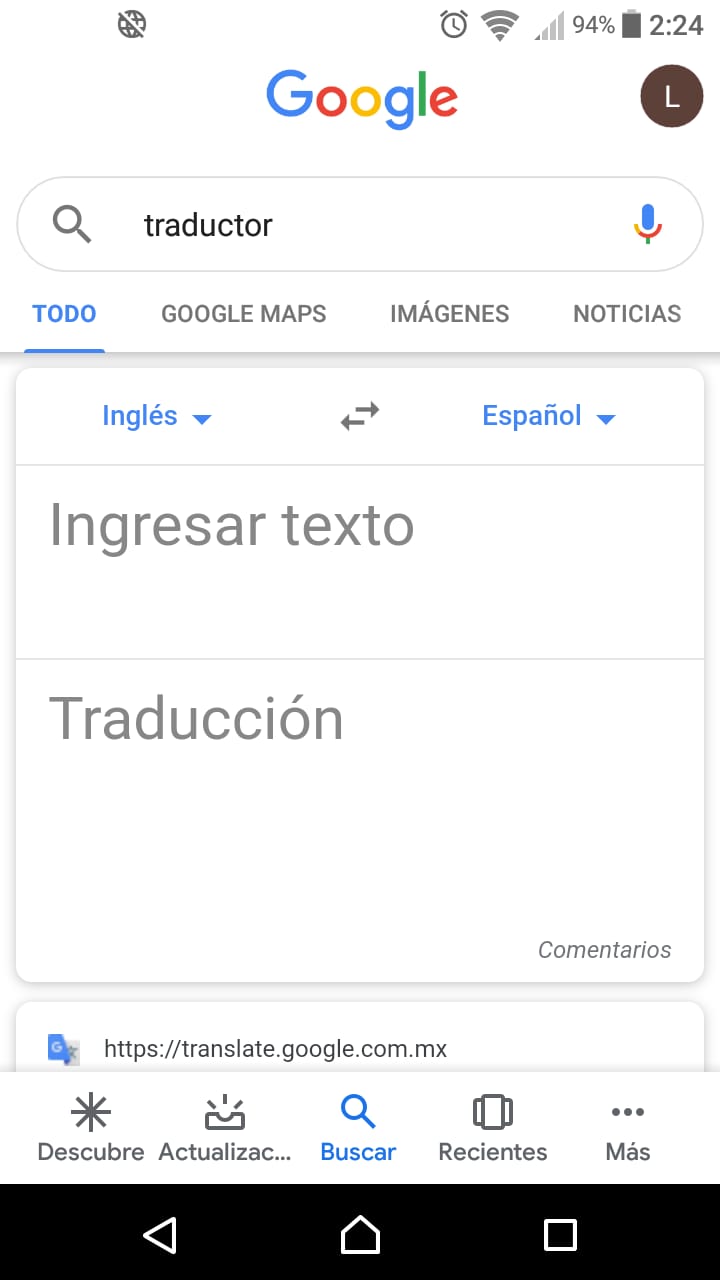 94% 2:24
Google
L
traductor
TODO GOOGLE MAPS IMÁGENES NOTICIAS
Inglés Español
Ingresar texto
Traducción
Comentarios
https://translate.google.com.mx
Descubre Actualizac... Buscar Recientes Más